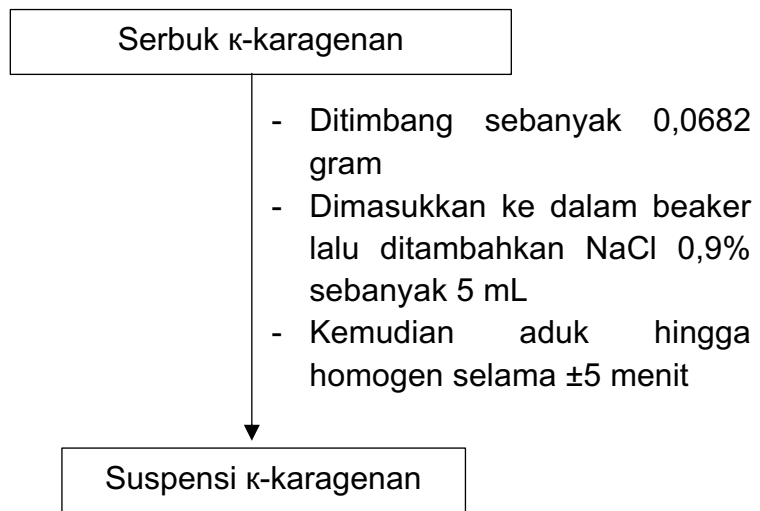 Serbuk κ-karagenan
- Ditimbang sebanyak 0,0682
gram
- Dimasukkan ke dalam beaker
lalu ditambahkan NaCl 0,9%
sebanyak 5 mL
- Kemudian aduk hingga
homogen selama ±5 menit
Suspensi κ-karagenan